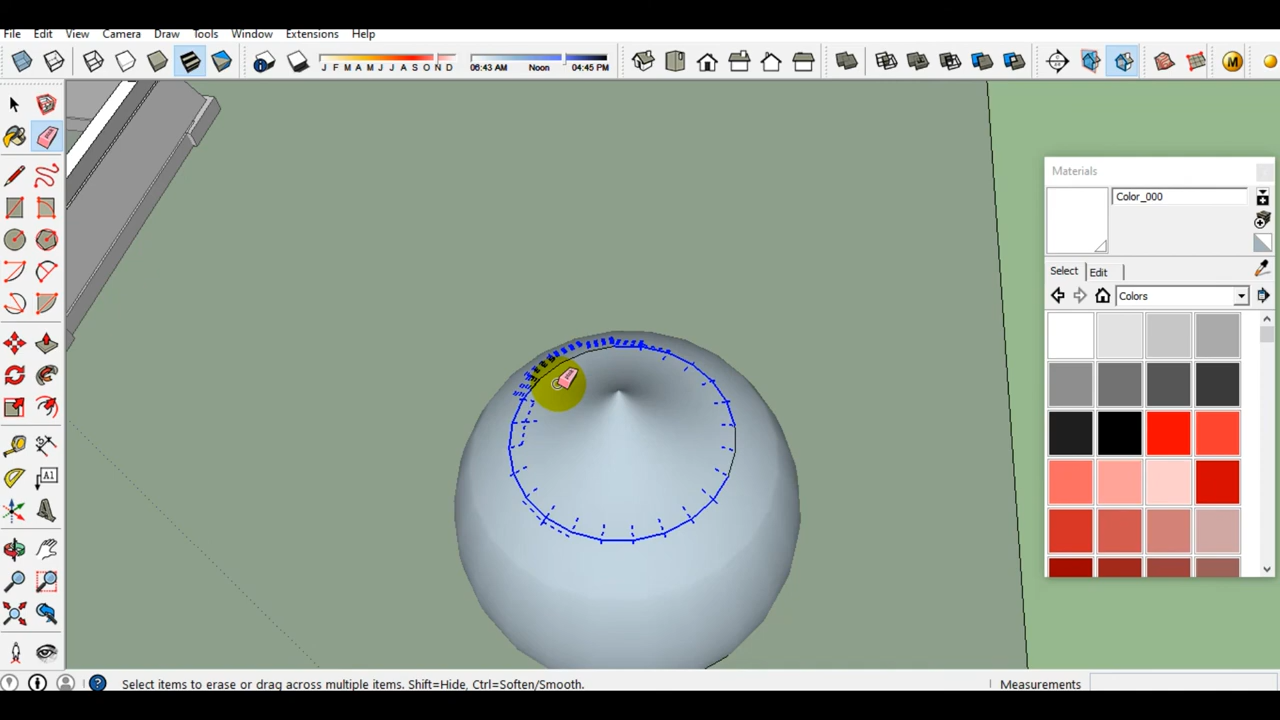 File Edit View Camera Draw Tools Window Extensions Help
J F M A M J J A S O N D 06:43 AM Noon 04:45 PM M
Materials
Color_000
Select Edit
Colors
A1
Select items to erase or drag across multiple items. Shift=Hide, Ctrl=Soften/Smooth. Measurements